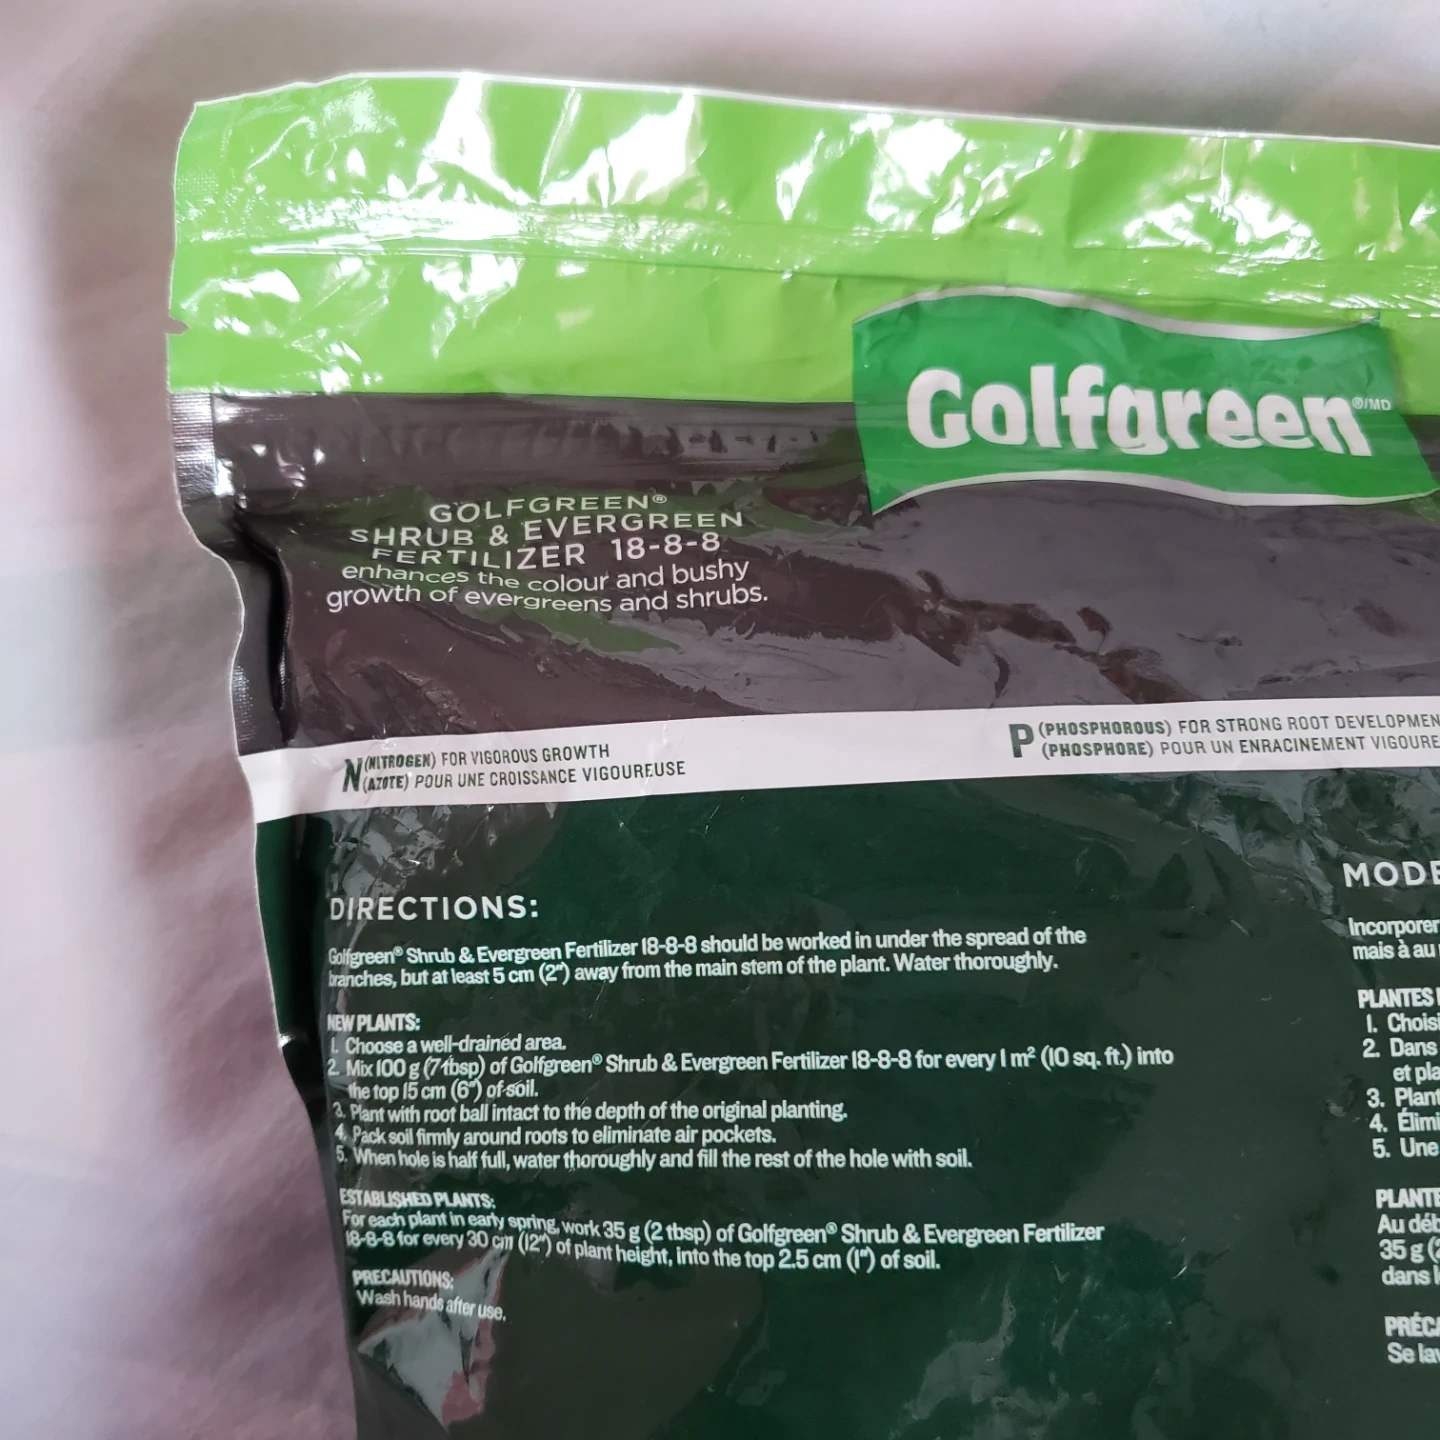 Golfgreen®/MD
GOLFGREEN®
SHRUB & EVERGREEN
FERTILIZER 18-8-8
enhances the colour and bushy
growth of evergreens and shrubs.
N (NITROGEN) FOR VIGOROUS GROWTH
(AZOTE) POUR UNE CROISSANCE VIGOUREUSE
P (PHOSPHOROUS) FOR STRONG ROOT DEVELOPMEN
(PHOSPHORE) POUR UN ENRACINEMENT VIGOURE
DIRECTIONS:
Golfgreen® Shrub & Evergreen Fertilizer 18-8-8 should be worked in under the spread of the
branches, but at least 5 cm (2") away from the main stem of the plant. Water thoroughly.
NEW PLANTS:
1. Choose a well-drained area.
2. Mix 100 g (7 tbsp) of Golfgreen® Shrub & Evergreen Fertilizer 18-8-8 for every 1 m² (10 sq. ft.) into
the top 15 cm (6") of soil.
3. Plant with root ball intact to the depth of the original planting.
4. Pack soil firmly around roots to eliminate air pockets.
5. When hole is half full, water thoroughly and fill the rest of the hole with soil.
ESTABLISHED PLANTS:
For each plant in early spring, work 35 g (2 tbsp) of Golfgreen® Shrub & Evergreen Fertilizer
18-8-8 for every 30 cm (12") of plant height, into the top 2.5 cm (1") of soil.
PRECAUTIONS:
Wash hands after use.
MODE
Incorporer
mais à au
PLANTES
1. Choisi
2. Dans
et pla
3. Plant
4. Élimi
5. Une
PLANTE
Au déb
35 g (2
dans l
PRÉCA
Se lav